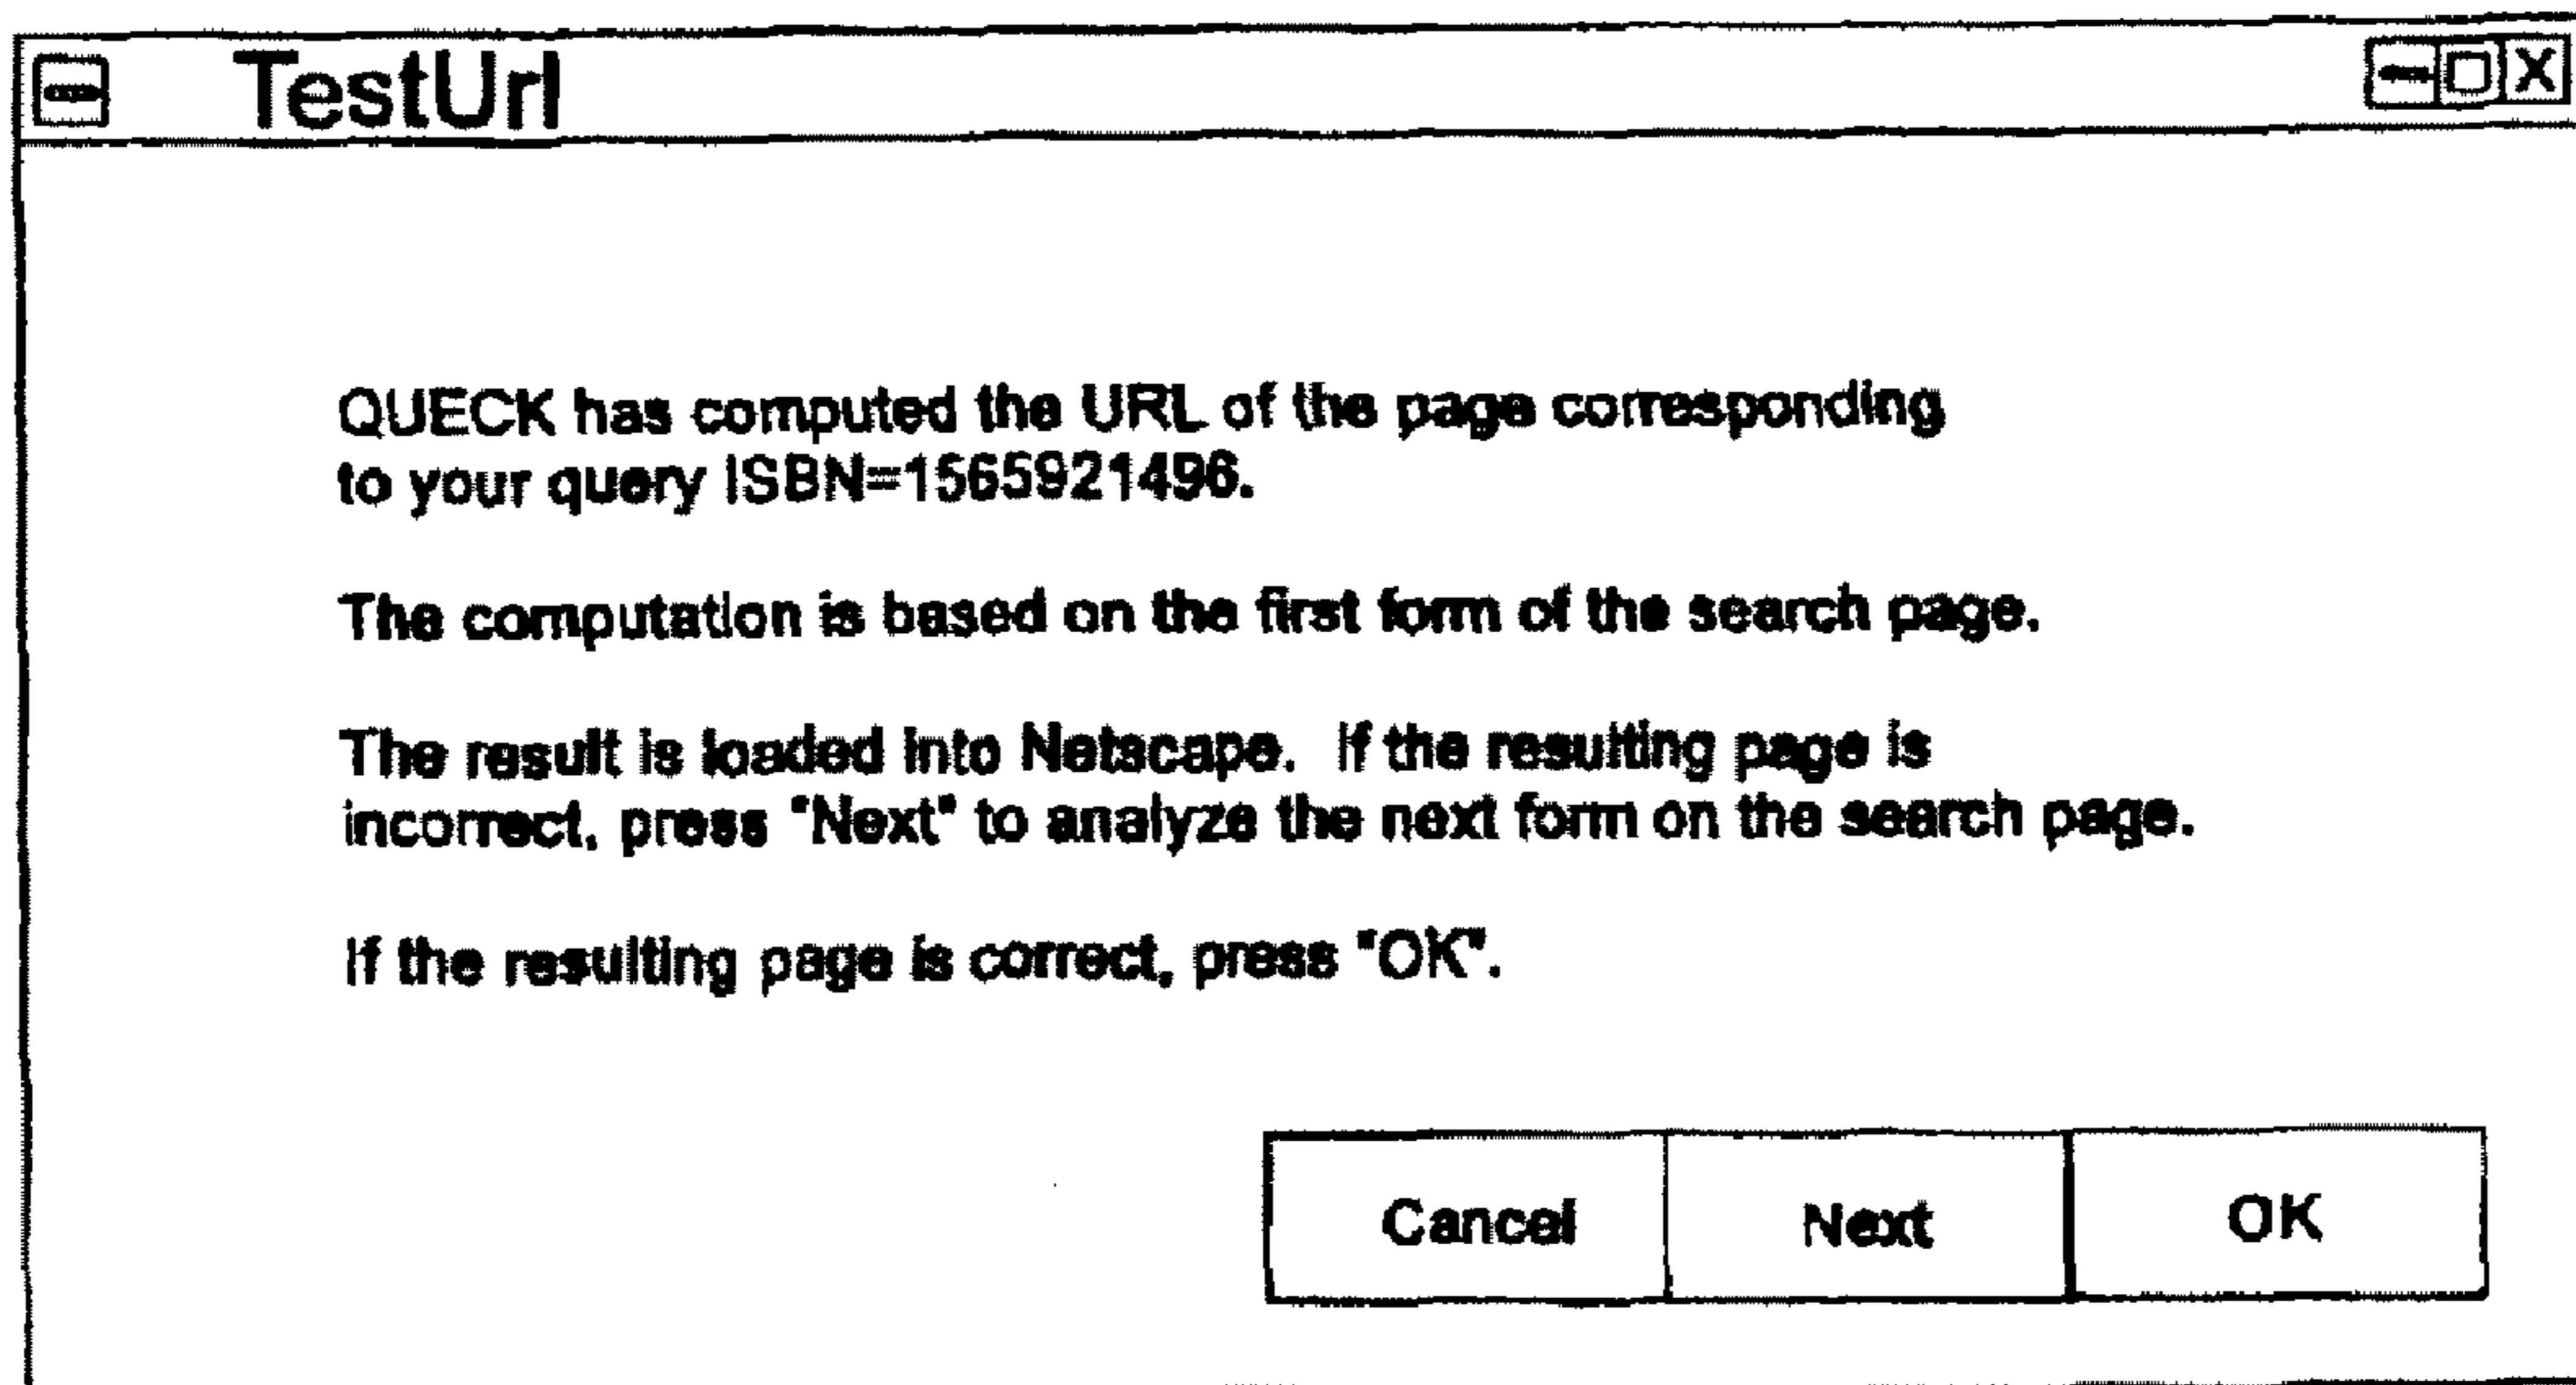 TestUrl
QUECK has computed the URL of the page corresponding
to your query ISBN=1565921496.
The computation is based on the first form of the search page.
The result is loaded into Netscape.  If the resulting page is
incorrect, press "Next" to analyze the next form on the search page.
If the resulting page is correct, press "OK".
Cancel Next OK